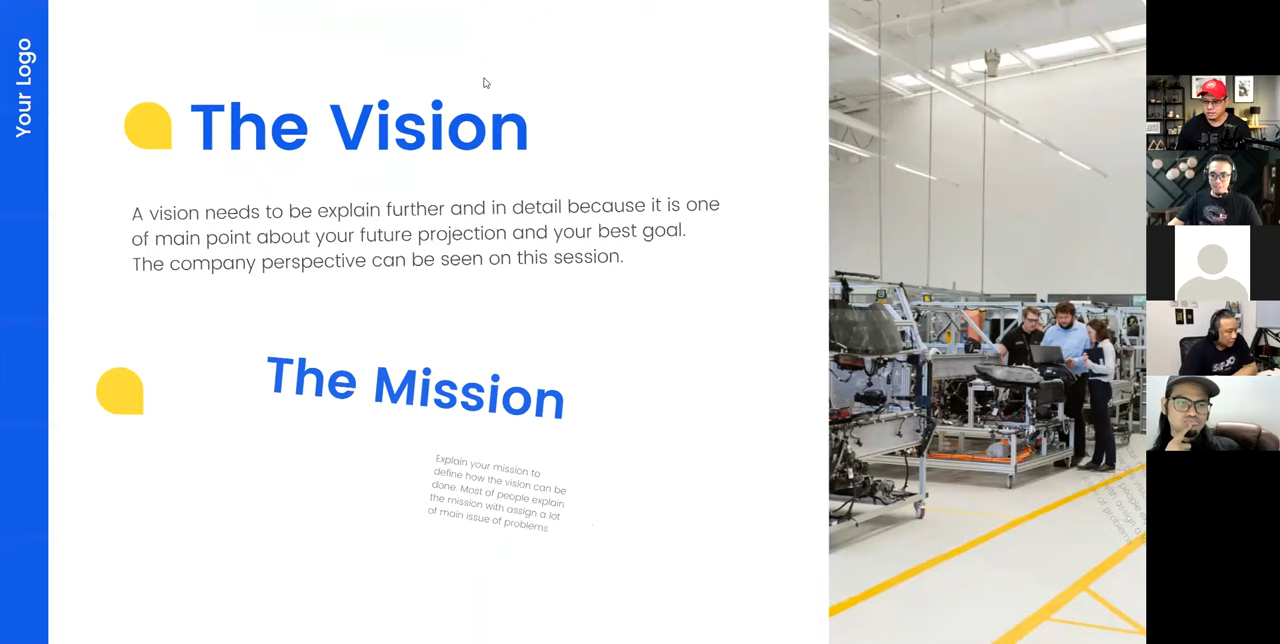 Your Logo
The Vision
A vision needs to be explain further and in detail because it is one
of main point about your future projection and your best goal.
The company perspective can be seen on this session.
The Mission
Explain your mission to
define how the vision can be
done. Most of people explain
the mission with assign a lot
of main issue of problems